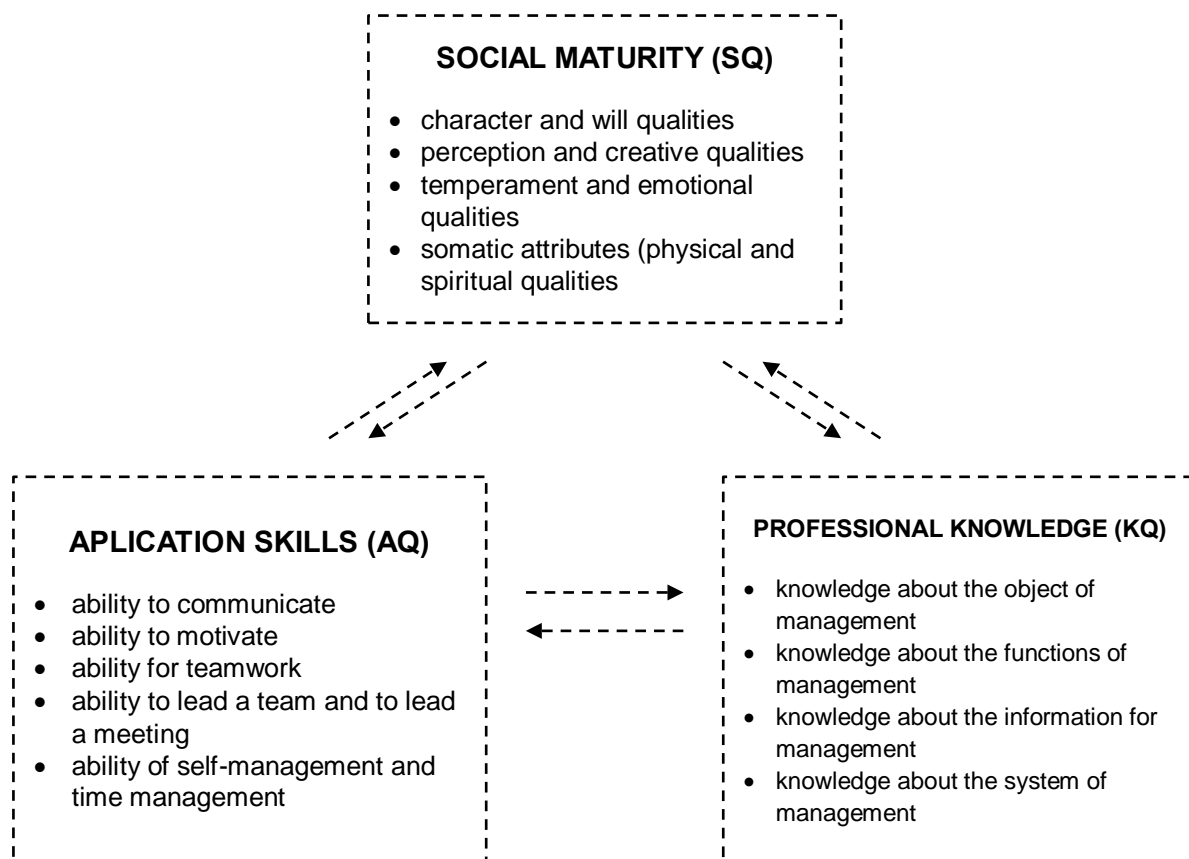 SOCIAL MATURITY (SQ)
• character and will qualities
• perception and creative qualities
• temperament and emotional
qualities
• somatic attributes (physical and
spiritual qualities
APLICATION SKILLS (AQ)
• ability to communicate
• ability to motivate
• ability for teamwork
• ability to lead a team and to lead
a meeting
• ability of self-management and
time management
PROFESSIONAL KNOWLEDGE (KQ)
• knowledge about the object of
management
• knowledge about the functions of
management
• knowledge about the information for
management
• knowledge about the system of
management